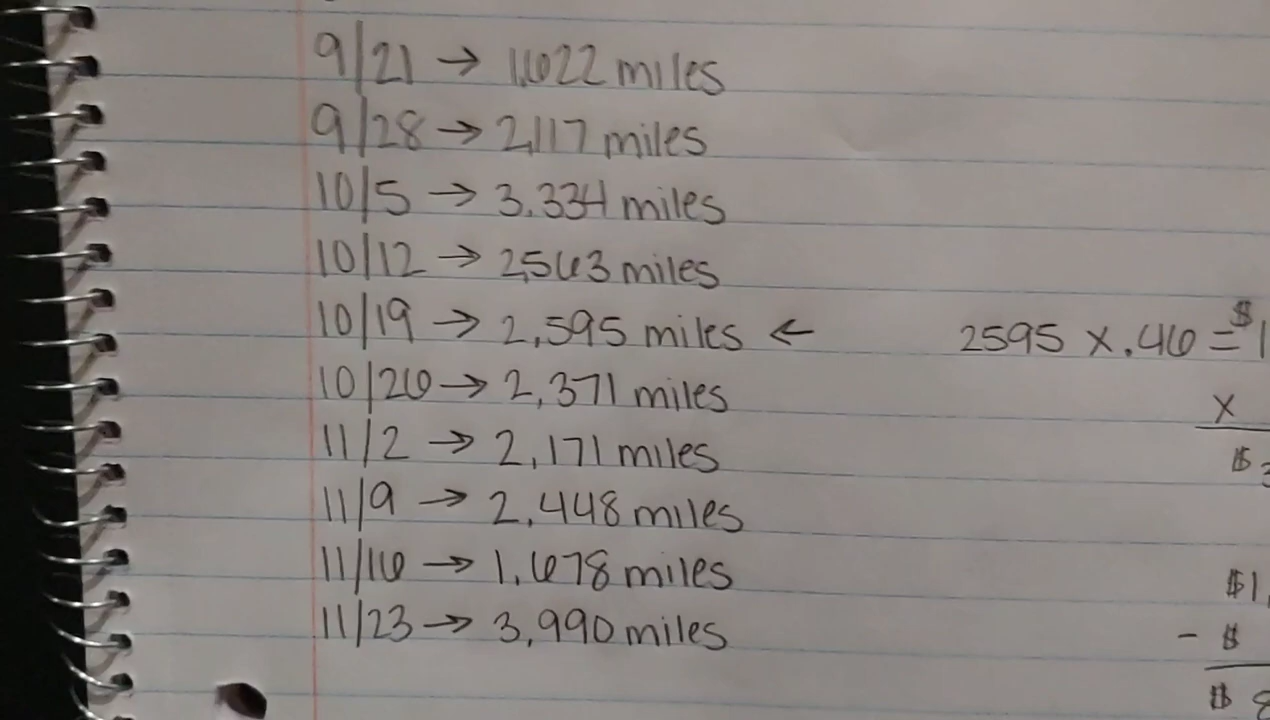 9/21 → 1,622 miles
9/28 → 2,117 miles
10/5 → 3,334 miles
10/12 → 2,563 miles
10/19 → 2,595 miles ← 2595 x .46 = $1
10/26 → 2,371 miles
x
11/2 → 2,171 miles
$
11/9 → 2,448 miles
11/16 → 1,678 miles
$1,
11/23 → 3,990 miles
- $
$ 8